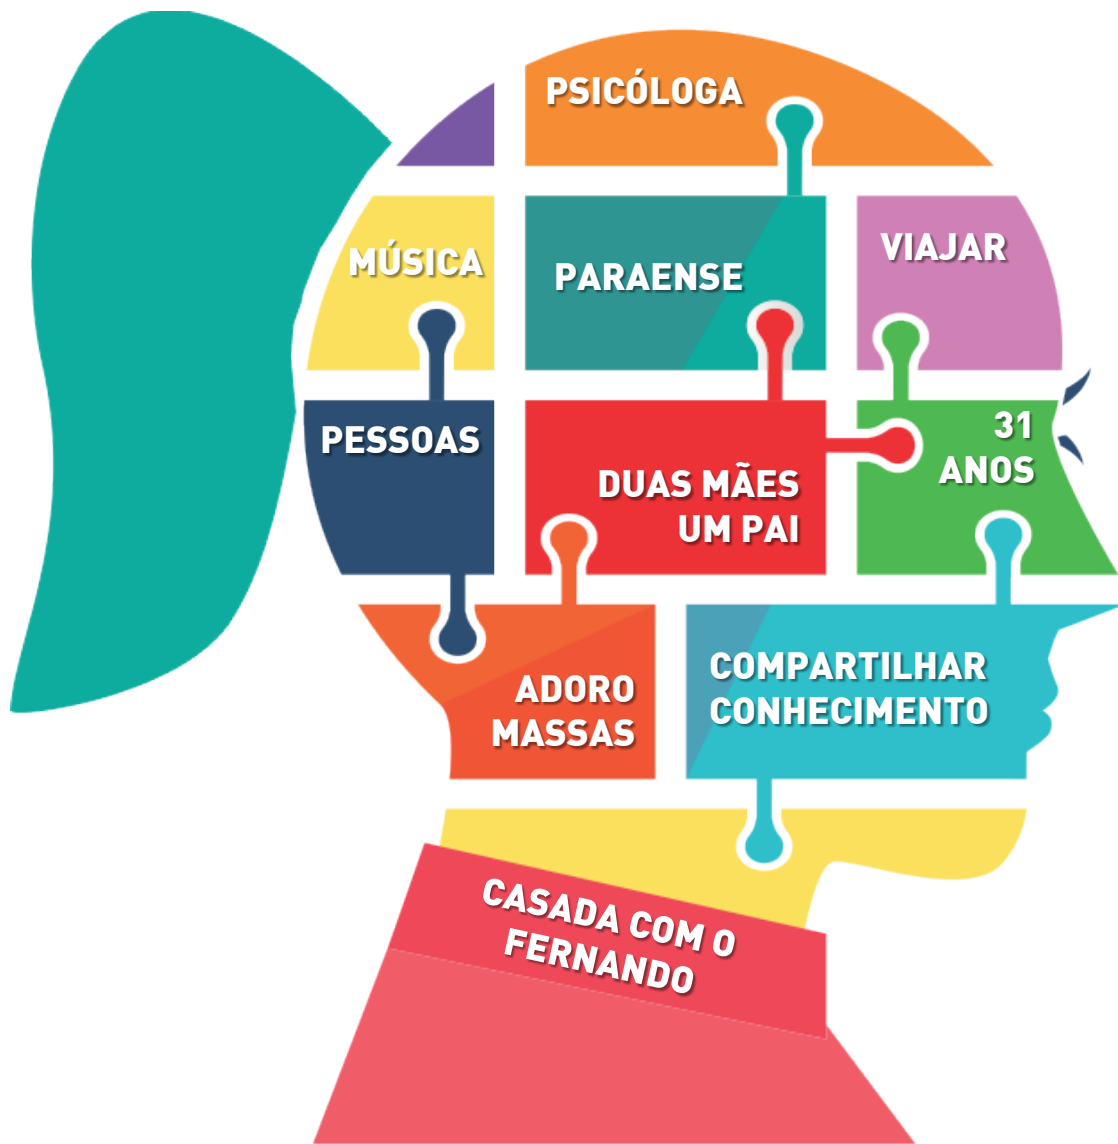 PSICÓLOGA
MÚSICA
PARAENSE
VIAJAR
PESSOAS
DUAS MÃES
UM PAI
31
ANOS
ADORO
MASSAS
COMPARTILHAR
CONHECIMENTO
CASADA COM O
FERNANDO